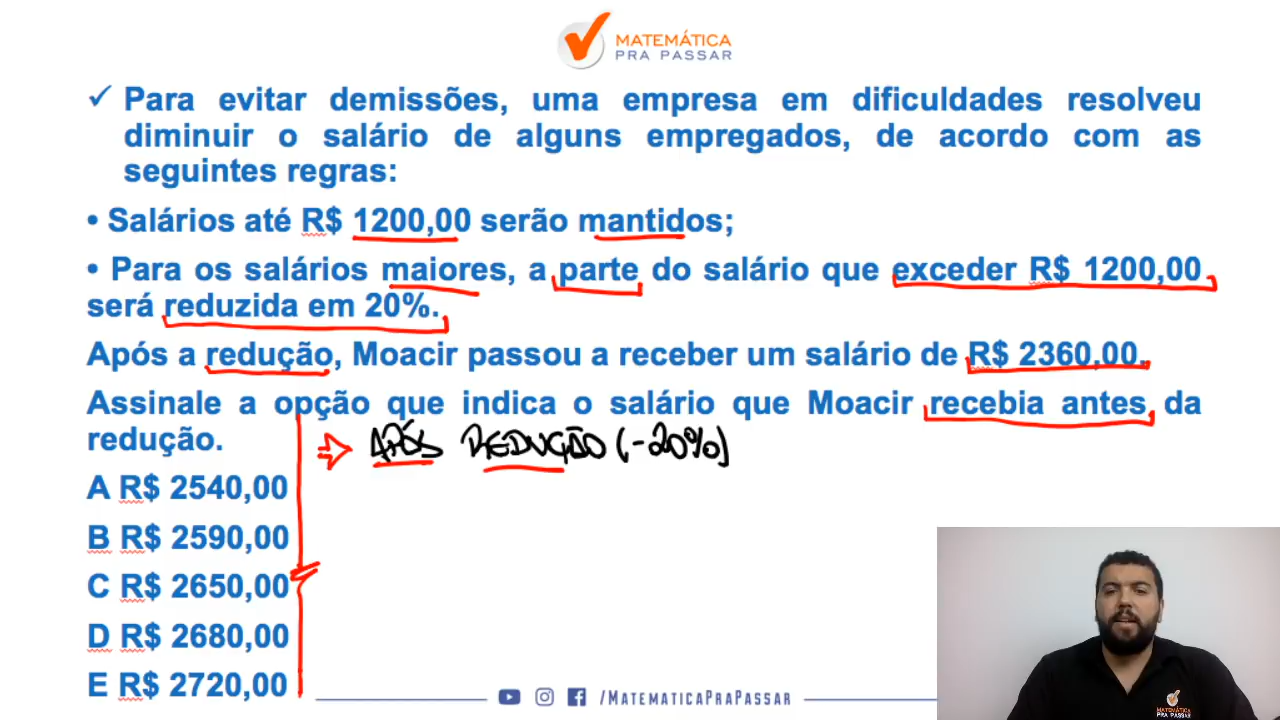 MATEMÁTICA
PRA PASSAR
✓ Para evitar demissões, uma empresa em dificuldades resolveu
diminuir o salário de alguns empregados, de acordo com as
seguintes regras:
• Salários até R$ 1200,00 serão mantidos;
• Para os salários maiores, a parte do salário que exceder R$ 1200,00
será reduzida em 20%.
Após a redução, Moacir passou a receber um salário de R$ 2360,00.
Assinale a opção que indica o salário que Moacir recebia antes da
redução.
APÓS REDUÇÃO (-20%)
A R$ 2540,00
B R$ 2590,00
C R$ 2650,00
D R$ 2680,00
E R$ 2720,00
/MATEMATICAPRAPASSAR
MATEMÁTICA
PRA PASSAR